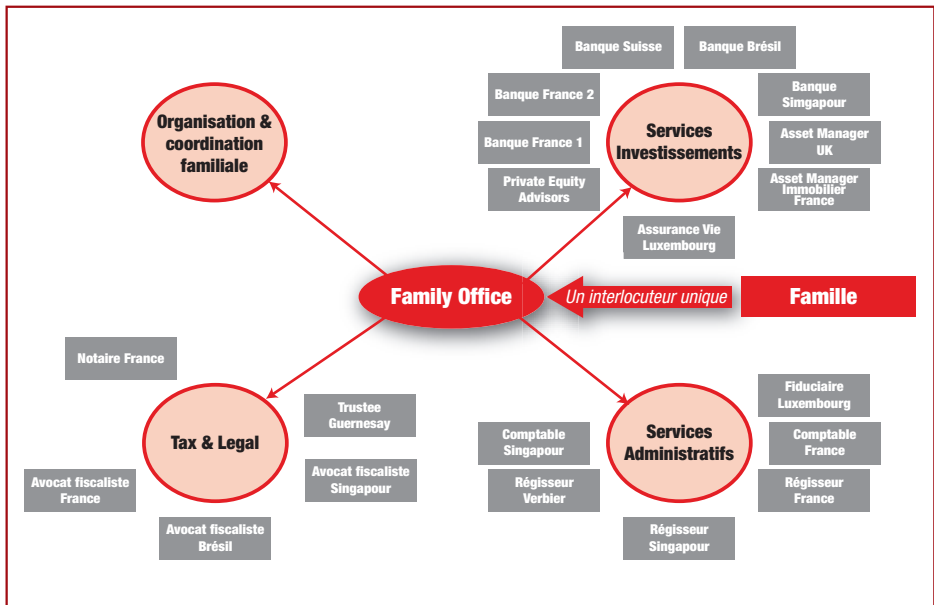 Banque Suisse
Banque Brésil
Banque France 2
Banque
Simgapour
Organisation &
coordination
familiale
Services
Investissements
Banque France 1
Asset Manager
UK
Private Equity
Advisors
Asset Manager
Immobilier
France
Assurance Vie
Luxembourg
Family Office
Un interlocuteur unique
Famille
Notaire France
Fiduciaire
Luxembourg
Trustee
Guernesay
Tax & Legal
Services
Administratifs
Comptable
Singapour
Comptable
France
Avocat fiscaliste
France
Avocat fiscaliste
Singapour
Régisseur
Verbier
Régisseur
France
Avocat fiscaliste
Brésil
Régisseur
Singapour